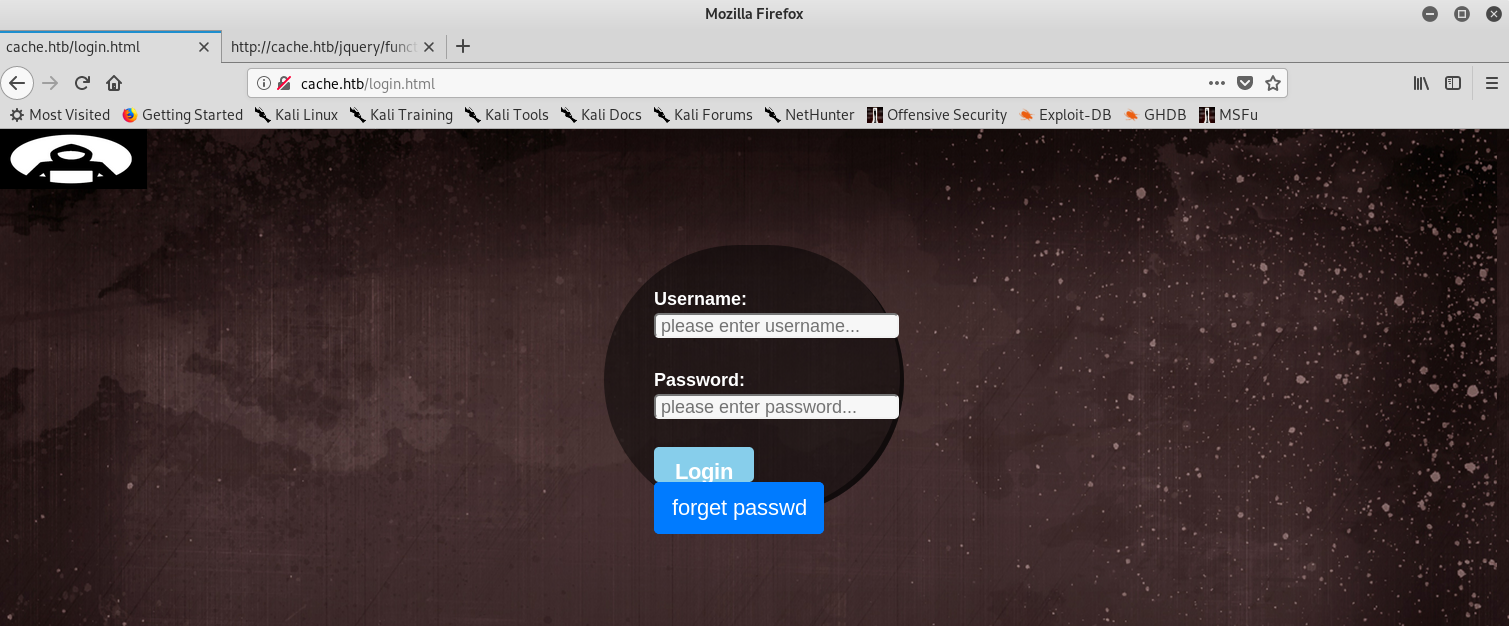 Mozilla Firefox
cache.htb/login.html http://cache.htb/jquery/funct
cache.htb/login.html
Most Visited Getting Started Kali Linux Kali Training Kali Tools Kali Docs Kali Forums NetHunter Offensive Security Exploit-DB GHDB MSFu
Username:
please enter username...
Password:
please enter password...
Login
forget passwd